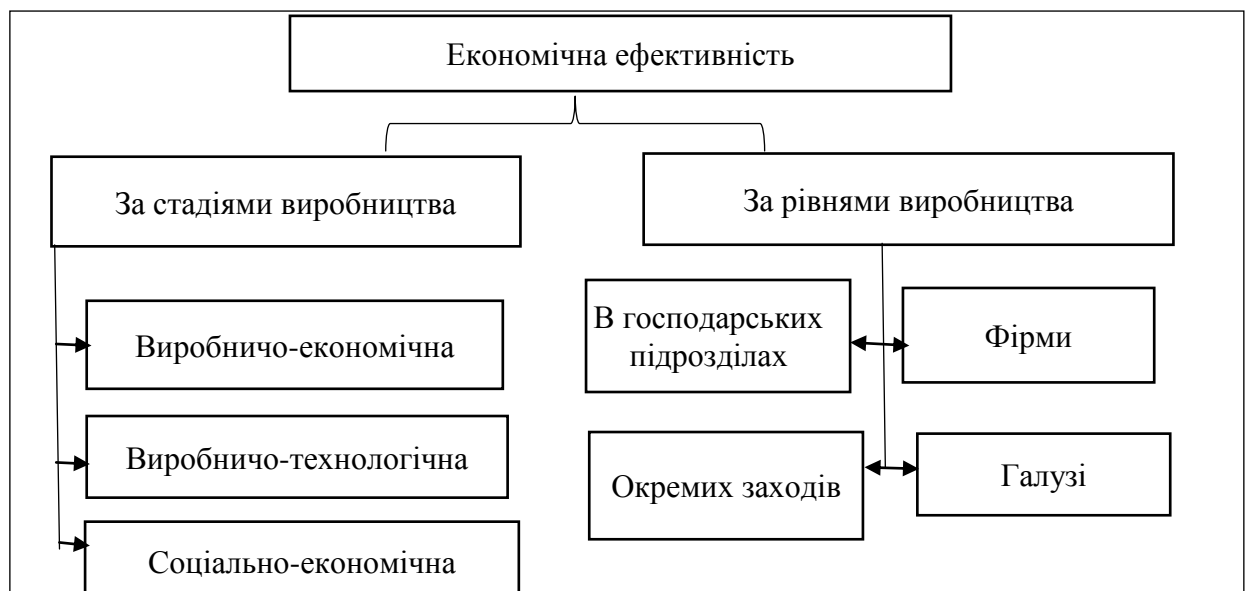 Економічна ефективність
За стадіями виробництва
За рівнями виробництва
Виробничо-економічна
Виробничо-технологічна
Соціально-економічна
В господарських
підрозділах
Фірми
Окремих заходів
Галузі